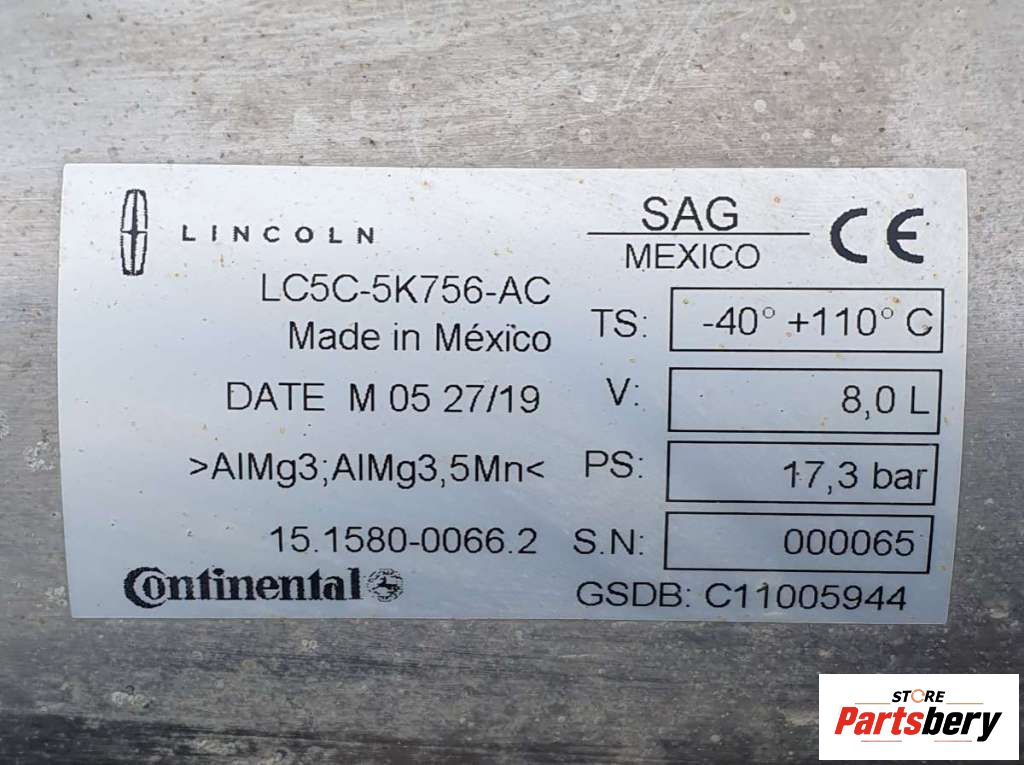 LINCOLN
LC5C-5K756-AC
Made in México
DATE M 05 27/19
>AlMg3;AlMg3,5Mn<
15.1580-0066.2
Continental
SAG
MEXICO
CE
TS: -40° +110° C
V: 8,0 L
PS: 17,3 bar
S.N: 000065
GSDB: C11005944
STORE
Partsbery